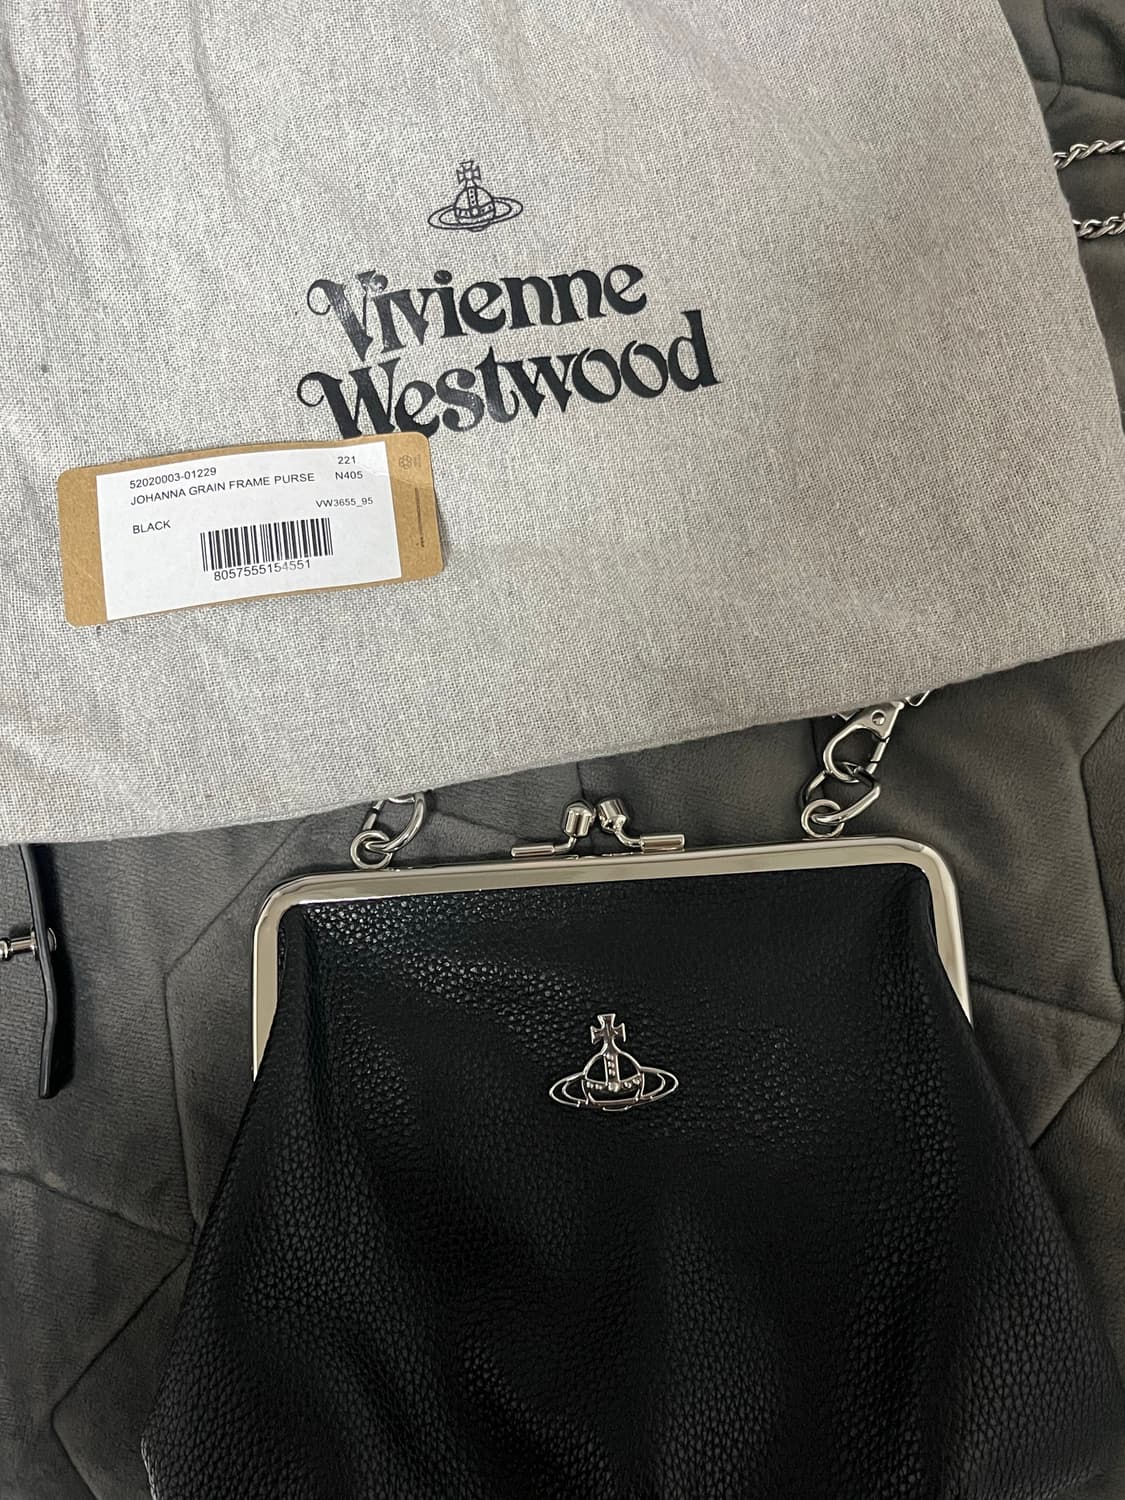 Vivienne
Westwood
52020003-01229 221
JOHANNA GRAIN FRAME PURSE N405
VW3655_95
BLACK
8057555154551